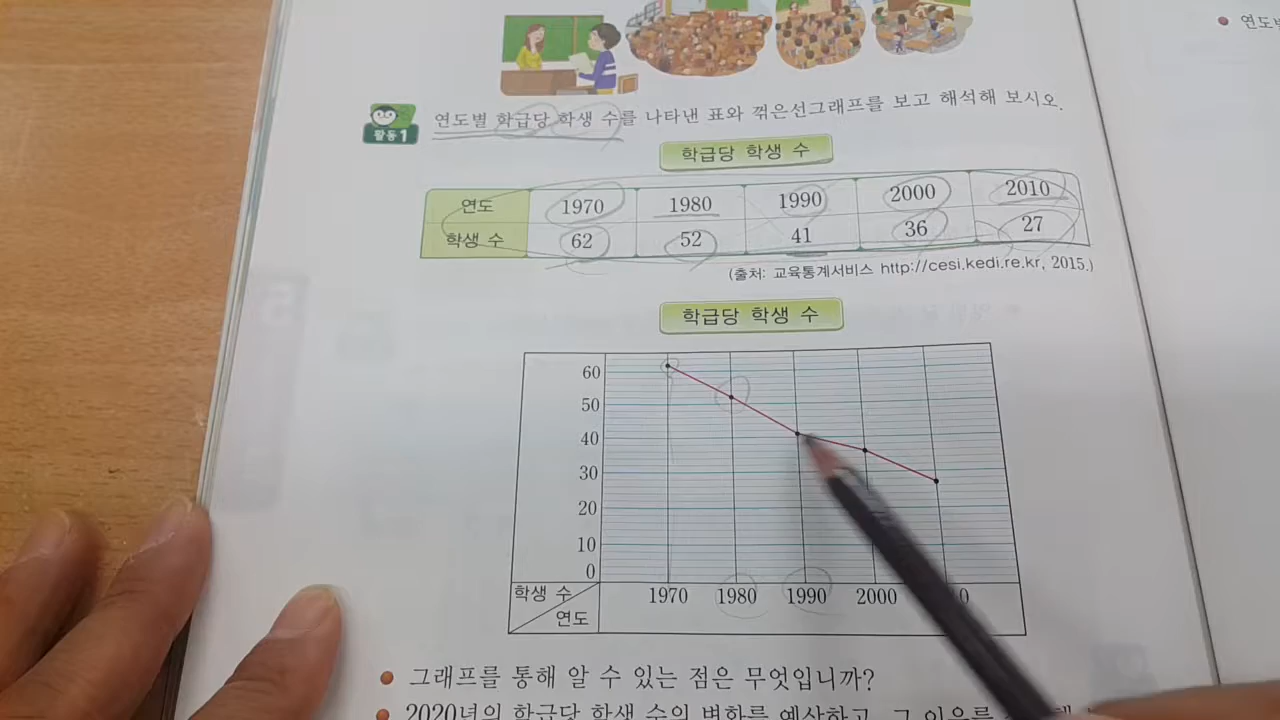 연도별 학급당 학생 수를 나타낸 표와 꺾은선그래프를 보고 해석해 보시오.
활동 1
학급당 학생 수
연도 1970 1980 1990 2000 2010
학생 수 62 52 41 36 27
(출처: 교육통계서비스 http://cesi.kedi.re.kr, 2015.)
학급당 학생 수
60
50
40
30
20
10
0
학생 수
연도
1970 1980 1990 2000
그래프를 통해 알 수 있는 점은 무엇입니까?
2020년의 학급당 학생 수의 변화를 예상하고, 그 이유를